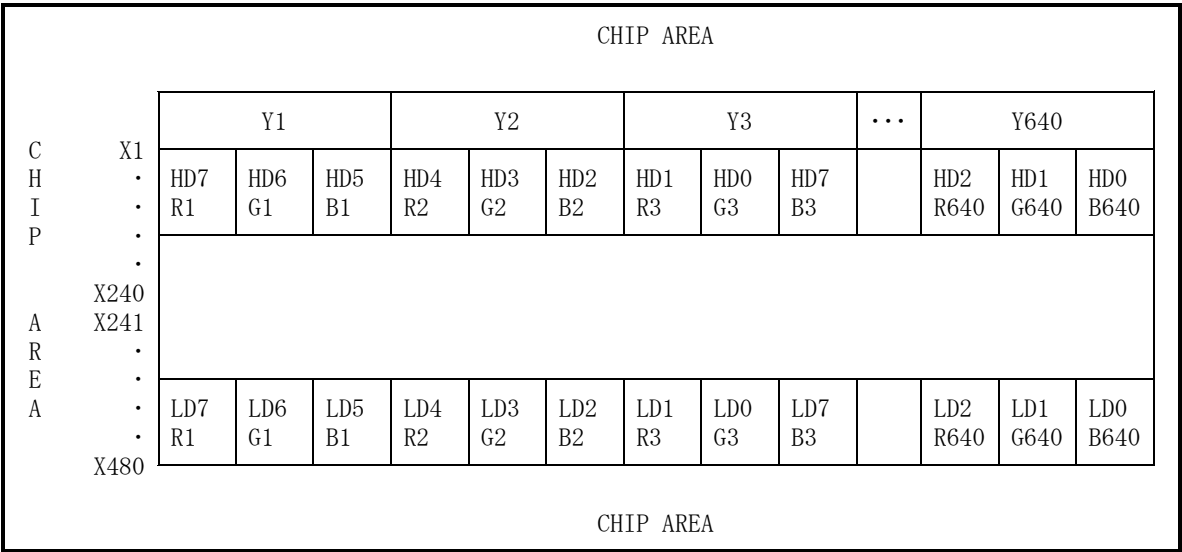 CHIP AREA
Y1 Y2 Y3 ··· Y640
C X1
H · HD7 HD6 HD5 HD4 HD3 HD2 HD1 HD0 HD7 HD2 HD1 HD0
I · R1 G1 B1 R2 G2 B2 R3 G3 B3 R640 G640 B640
P ·
·
X240
A X241
R ·
E ·
A · LD7 LD6 LD5 LD4 LD3 LD2 LD1 LD0 LD7 LD2 LD1 LD0
· R1 G1 B1 R2 G2 B2 R3 G3 B3 R640 G640 B640
X480
CHIP AREA